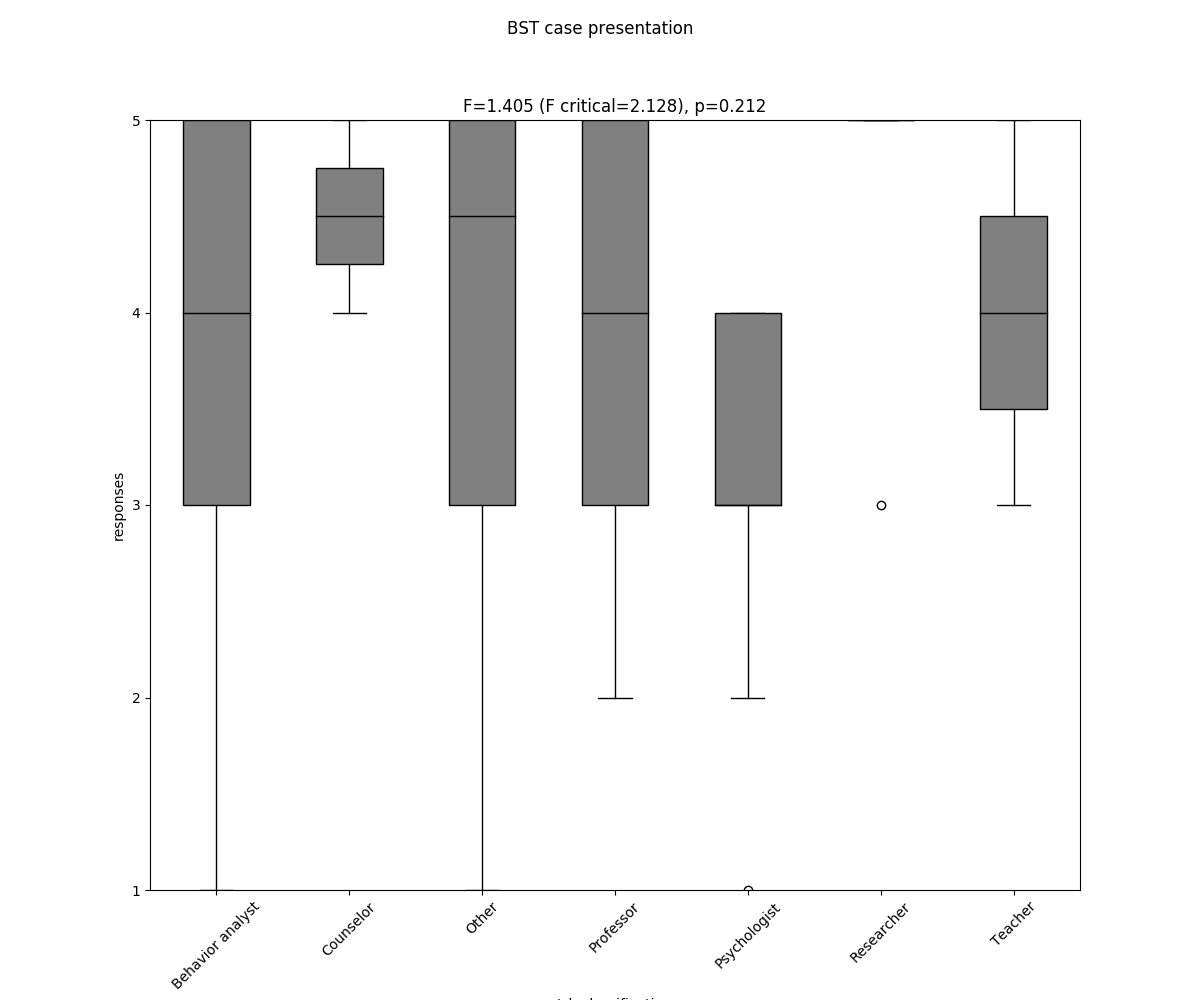 BST case presentation
F=1.405 (F critical=2.128), p=0.212
5
4
responses
3
2
1
Behavior analyst
Counselor
Other
Professor
Psychologist
Researcher
Teacher